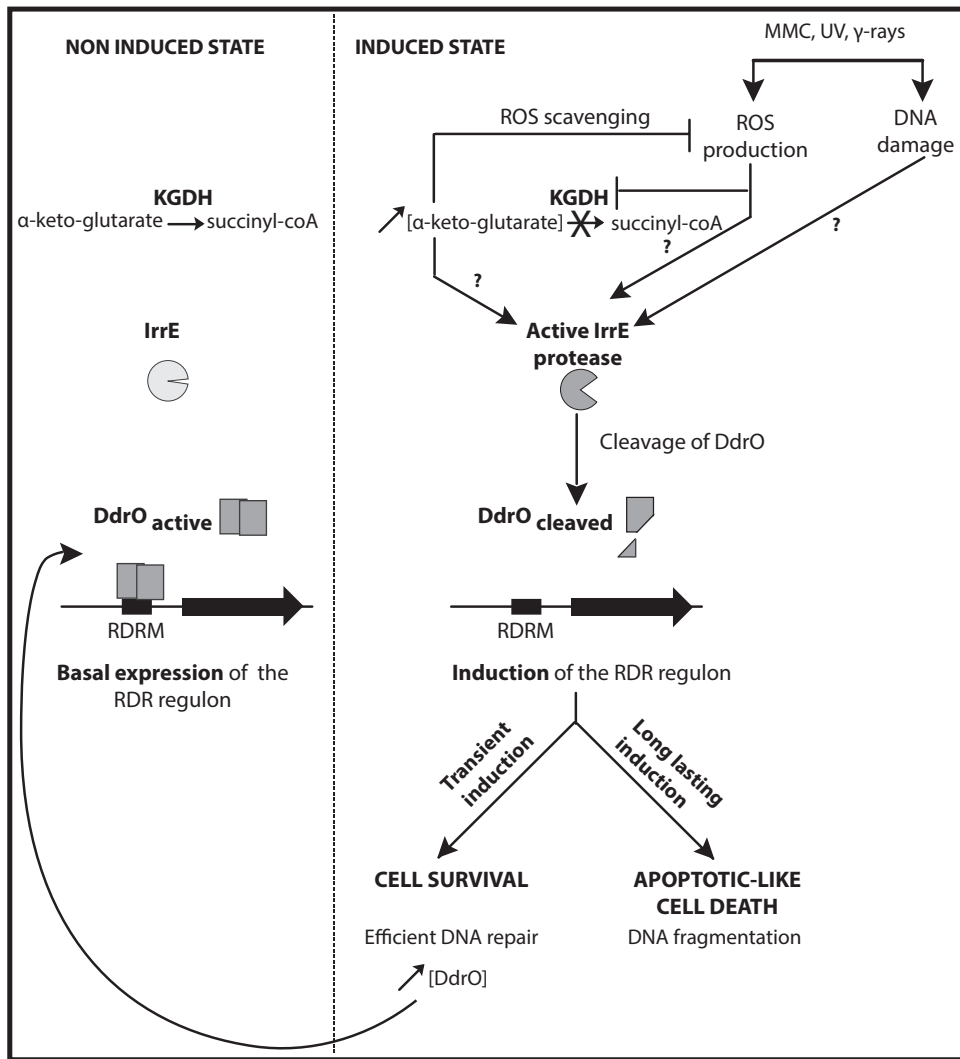 NON INDUCED STATE
KGDH
α-keto-glutarate
succinyl-coA
IrrE
DdrO active
RDRM
Basal expression of the
RDR regulon
INDUCED STATE
MMC, UV, γ-rays
ROS scavenging
ROS
production
DNA
damage
KGDH
[α-keto-glutarate]
succinyl-coA
?
?
?
Active IrrE
protease
Cleavage of DdrO
DdrO cleaved
RDRM
Induction of the RDR regulon
Transient
induction
Long lasting
induction
CELL SURVIVAL
Efficient DNA repair
[DdrO]
APOPTOTIC-LIKE
CELL DEATH
DNA fragmentation